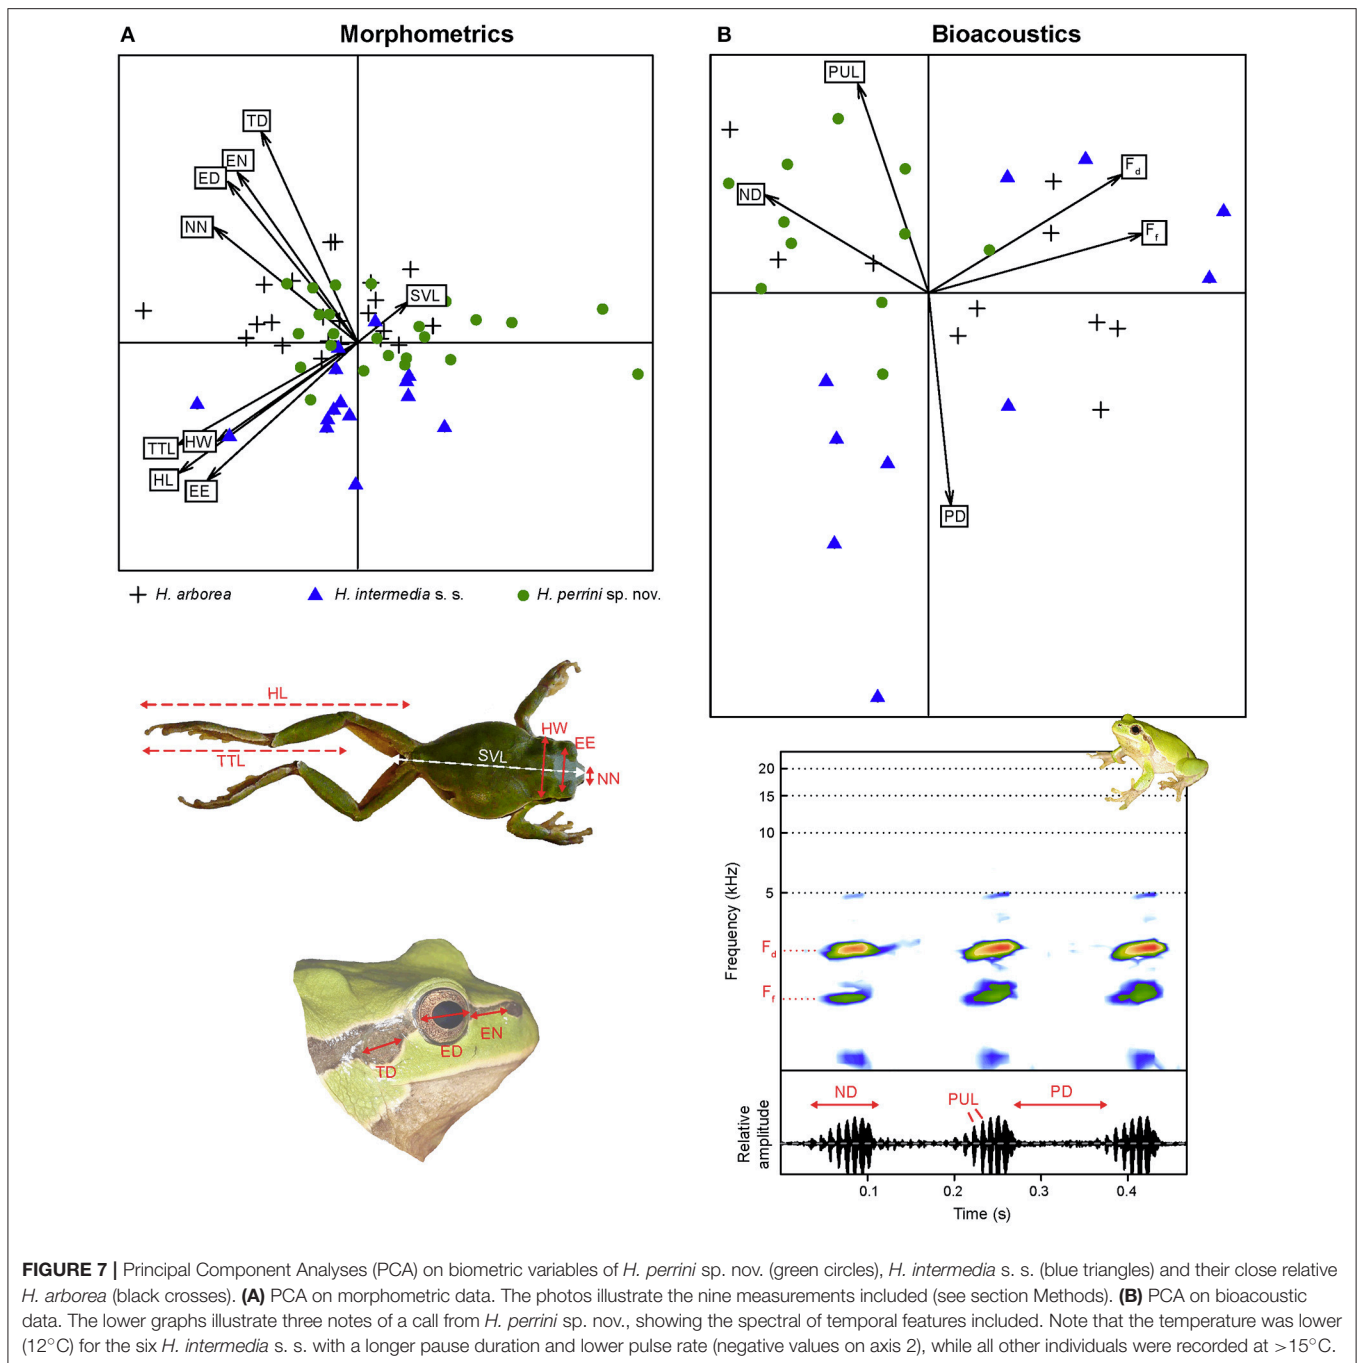 A
Morphometrics
TD
EN
ED
NN
SVL
TTL
HW
HL
EE
H. arborea
H. intermedia s. s.
H. perrini sp. nov.
B
Bioacoustics
PUL
ND
Fd
Ff
PD
HL
TTL
SVL
HW
EE
NN
EN
ED
TD
20
15
10
5
Frequency (kHz)
Fd
Ff
ND
PUL
PD
Relative
amplitude
0.1 0.2 0.3 0.4
Time (s)
FIGURE 7 | Principal Component Analyses (PCA) on biometric variables of H. perrini sp. nov. (green circles), H. intermedia s. s. (blue triangles) and their close relative
H. arborea (black crosses). (A) PCA on morphometric data. The photos illustrate the nine measurements included (see section Methods). (B) PCA on bioacoustic
data. The lower graphs illustrate three notes of a call from H. perrini sp. nov., showing the spectral of temporal features included. Note that the temperature was lower
(12°C) for the six H. intermedia s. s. with a longer pause duration and lower pulse rate (negative values on axis 2), while all other individuals were recorded at >15°C.